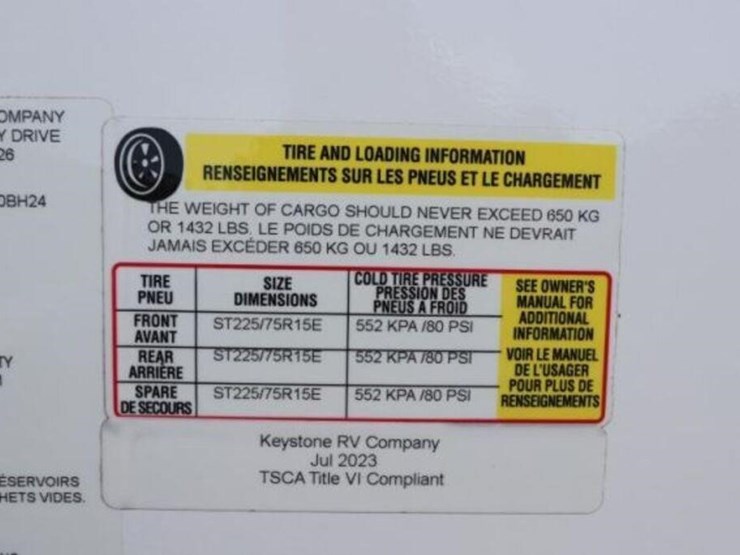 OMPANY
Y DRIVE
26
BH24
TY
ÉSERVOIRS
HETS VIDES.
TIRE AND LOADING INFORMATION
RENSEIGNEMENTS SUR LES PNEUS ET LE CHARGEMENT
THE WEIGHT OF CARGO SHOULD NEVER EXCEED 650 KG
OR 1432 LBS. LE POIDS DE CHARGEMENT NE DEVRAIT
JAMAIS EXCÉDER 650 KG OU 1432 LBS.
TIRE
PNEU
SIZE
DIMENSIONS
COLD TIRE PRESSURE
PRESSION DES
PNEUS A FROID
FRONT
AVANT
ST225/75R15E
552 KPA /80 PSI
REAR
ARRIÈRE
ST225/75R15E
552 KPA /80 PSI
SPARE
DE SECOURS
ST225/75R15E
552 KPA /80 PSI
SEE OWNER'S
MANUAL FOR
ADDITIONAL
INFORMATION
VOIR LE MANUEL
DE L'USAGER
POUR PLUS DE
RENSEIGNEMENTS
Keystone RV Company
Jul 2023
TSCA Title VI Compliant